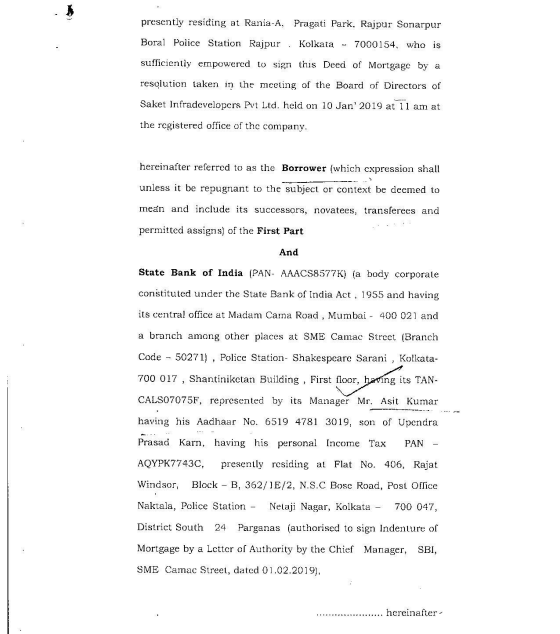 presently residing at Rania-A, Pragati Park, Rajpur Sonarpur
Boral Police Station Rajpur , Kolkata – 7000154, who is
sufficiently empowered to sign this Deed of Mortgage by a
resolution taken in the meeting of the Board of Directors of
Saket Infradevelopers Pvt Ltd. held on 10 Jan' 2019 at 11 am at
the registered office of the company.
hereinafter referred to as the Borrower (which expression shall
unless it be repugnant to the subject or context be deemed to
mean and include its successors, novatees, transferees and
permitted assigns) of the First Part
And
State Bank of India (PAN- AAACS8577K) (a body corporate
constituted under the State Bank of India Act , 1955 and having
its central office at Madam Cama Road , Mumbai - 400 021 and
a branch among other places at SME Camac Street (Branch
Code – 50271) , Police Station- Shakespeare Sarani , Kolkata-
700 017 , Shantiniketan Building , First floor, having its TAN-
CALS07075F, represented by its Manager Mr. Asit Kumar
having his Aadhaar No. 6519 4781 3019, son of Upendra
Prasad Karn, having his personal Income Tax PAN –
AQYPK7743C, presently residing at Flat No. 406, Rajat
Windsor, Block – B, 362/1E/2, N.S.C Bose Road, Post Office
Naktala, Police Station – Netaji Nagar, Kolkata – 700 047,
District South 24 Parganas (authorised to sign Indenture of
Mortgage by a Letter of Authority by the Chief Manager, SBI,
SME Camac Street, dated 01.02.2019),
...................... hereinafter-